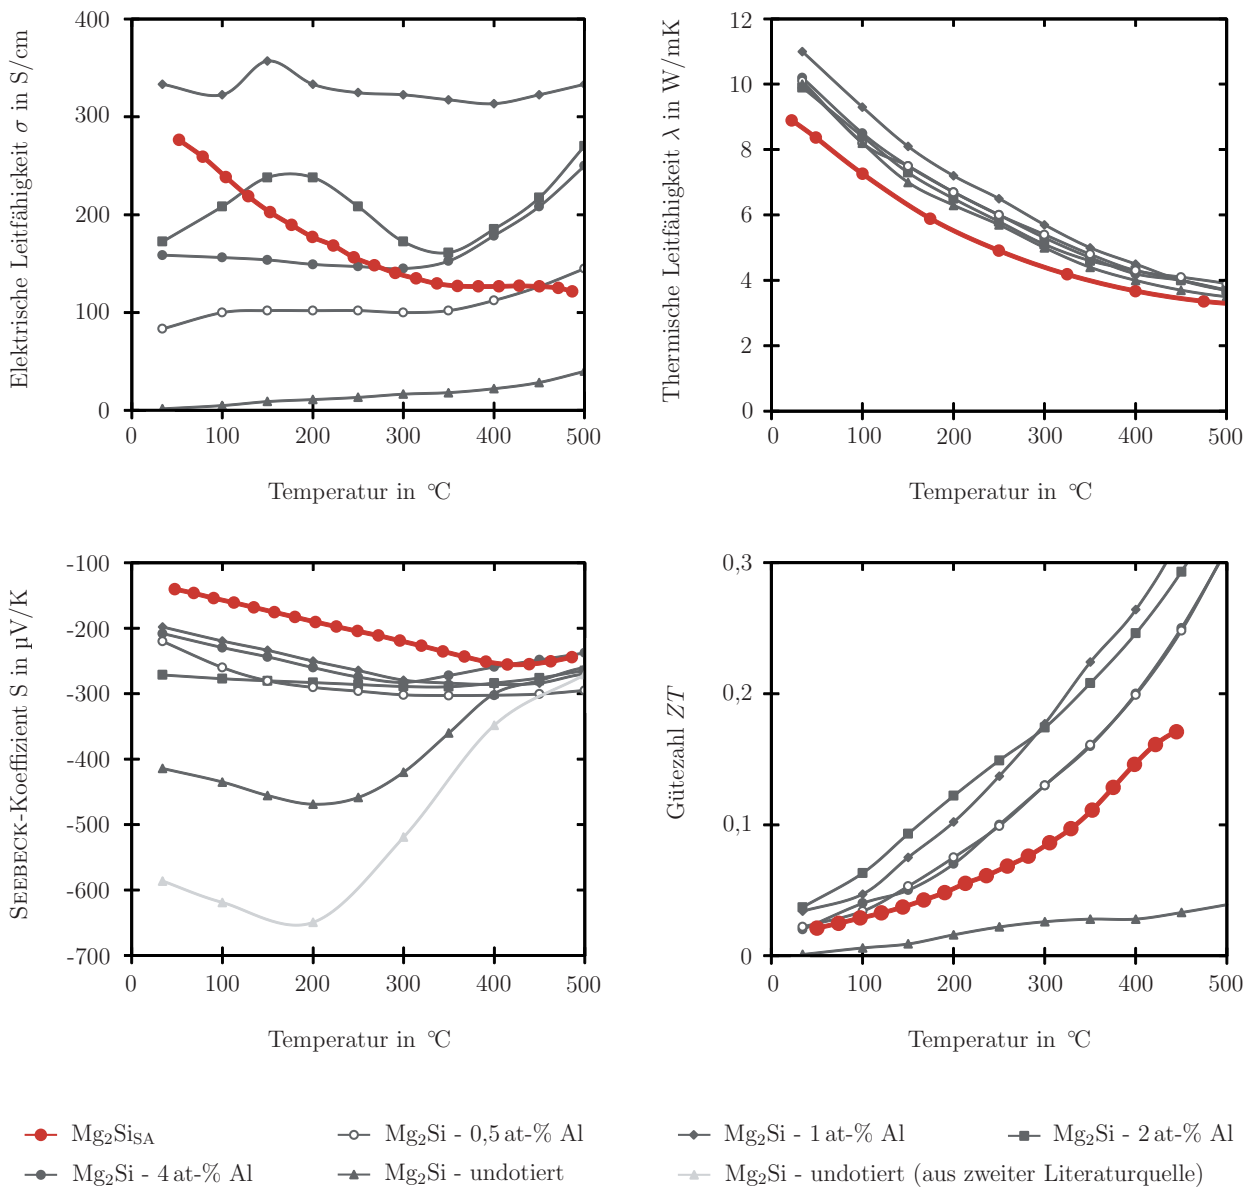 Elektrische Leitfähigkeit σ in S/cm
400
300
200
100
0
0 100 200 300 400 500
Temperatur in °C
Thermische Leitfähigkeit λ in W/mK
12
10
8
6
4
2
0
0 100 200 300 400 500
Temperatur in °C
SEEBECK-Koeffizient S in µV/K
-100
-200
-300
-400
-500
-600
-700
0 100 200 300 400 500
Temperatur in °C
Gütezahl ZT
0,3
0,2
0,1
0
0 100 200 300 400 500
Temperatur in °C
Mg₂Si_SA
Mg₂Si - 0,5 at-% Al
Mg₂Si - 1 at-% Al
Mg₂Si - 2 at-% Al
Mg₂Si - 4 at-% Al
Mg₂Si - undotiert
Mg₂Si - undotiert (aus zweiter Literaturquelle)